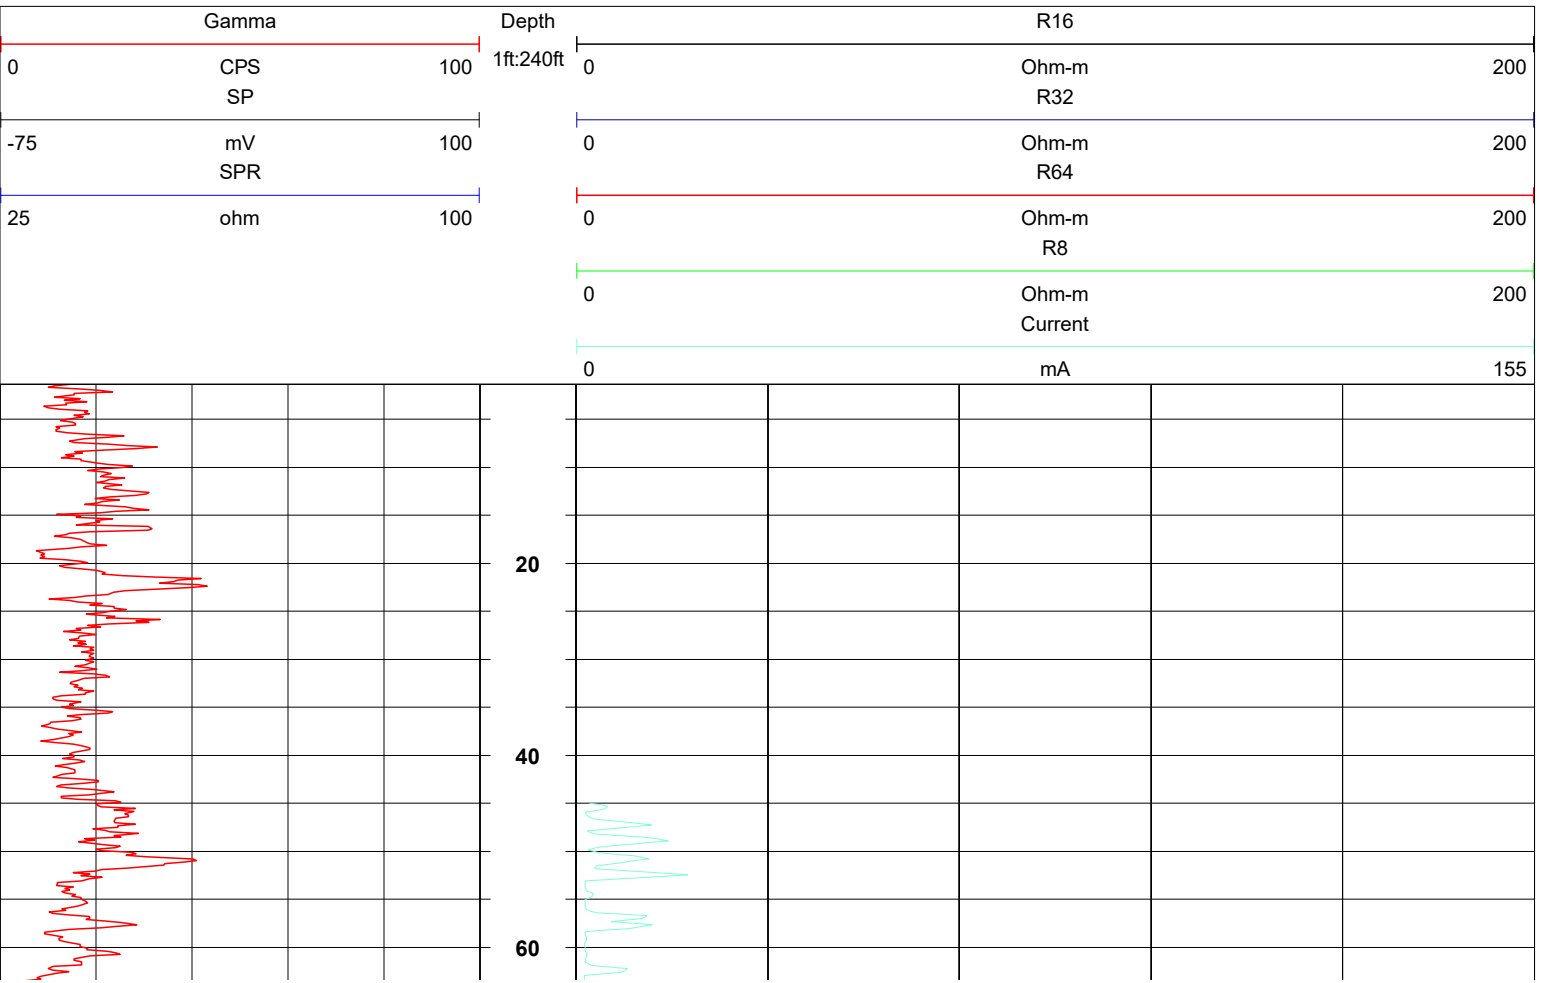 Gamma Depth R16
1ft:240ft
0 CPS 100 0 Ohm-m 200
SP R32
-75 mV 100 0 Ohm-m 200
SPR R64
25 ohm 100 0 Ohm-m 200
R8
0 Ohm-m 200
Current
0 mA 155
20
40
60